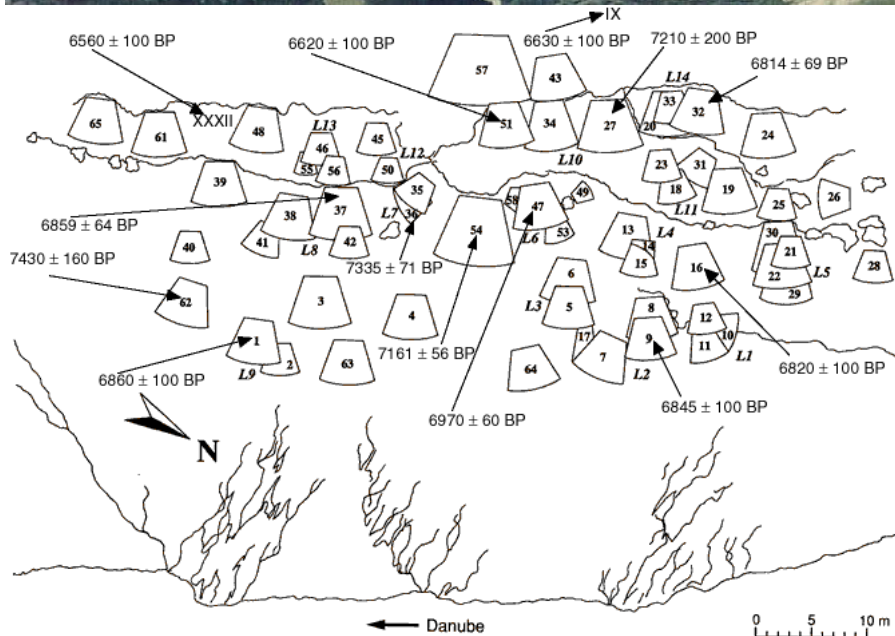 IX
6560 ± 100 BP
6620 ± 100 BP
6630 ± 100 BP
7210 ± 200 BP
6814 ± 69 BP
57
43
L14
65
61
XXXII
48
L13
46
45
51
34
27
20
33
32
24
L12
L10
55
56
50
23
31
39
35
18
19
L11
38
37
L7
36
58
47
49
25
26
6859 ± 64 BP
41
L8
42
54
L6
53
13
L4
14
30
21
40
7335 ± 71 BP
15
16
22
L5
28
7430 ± 160 BP
62
3
4
L3
6
5
29
8
12
10
1
17
9
11
L1
6860 ± 100 BP
L9
2
63
7161 ± 56 BP
64
7
L2
6820 ± 100 BP
6970 ± 60 BP
6845 ± 100 BP
N
Danube
0 5 10 m